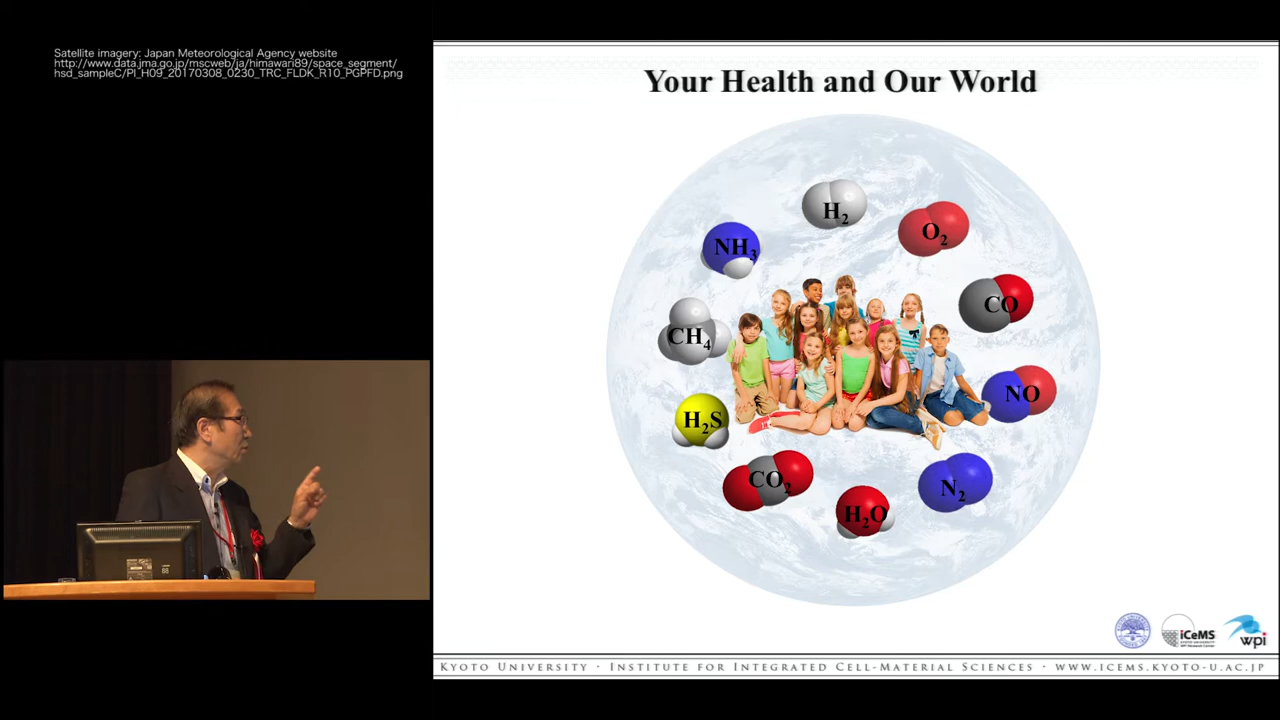 Satellite imagery: Japan Meteorological Agency website
http://www.data.jma.go.jp/mscweb/ja/himawari89/space_segment/
hsd_sampleC/PI_H09_20170308_0230_TRC_FLDK_R10_PGPFD.png
Your Health and Our World
H2
O2
NH3
CO
CH4
NO
H2S
CO2
N2
H2O
88
iCeMS
wpi
KYOTO UNIVERSITY · INSTITUTE FOR INTEGRATED CELL-MATERIAL SCIENCES · WWW.ICEMS.KYOTO-U.AC.JP